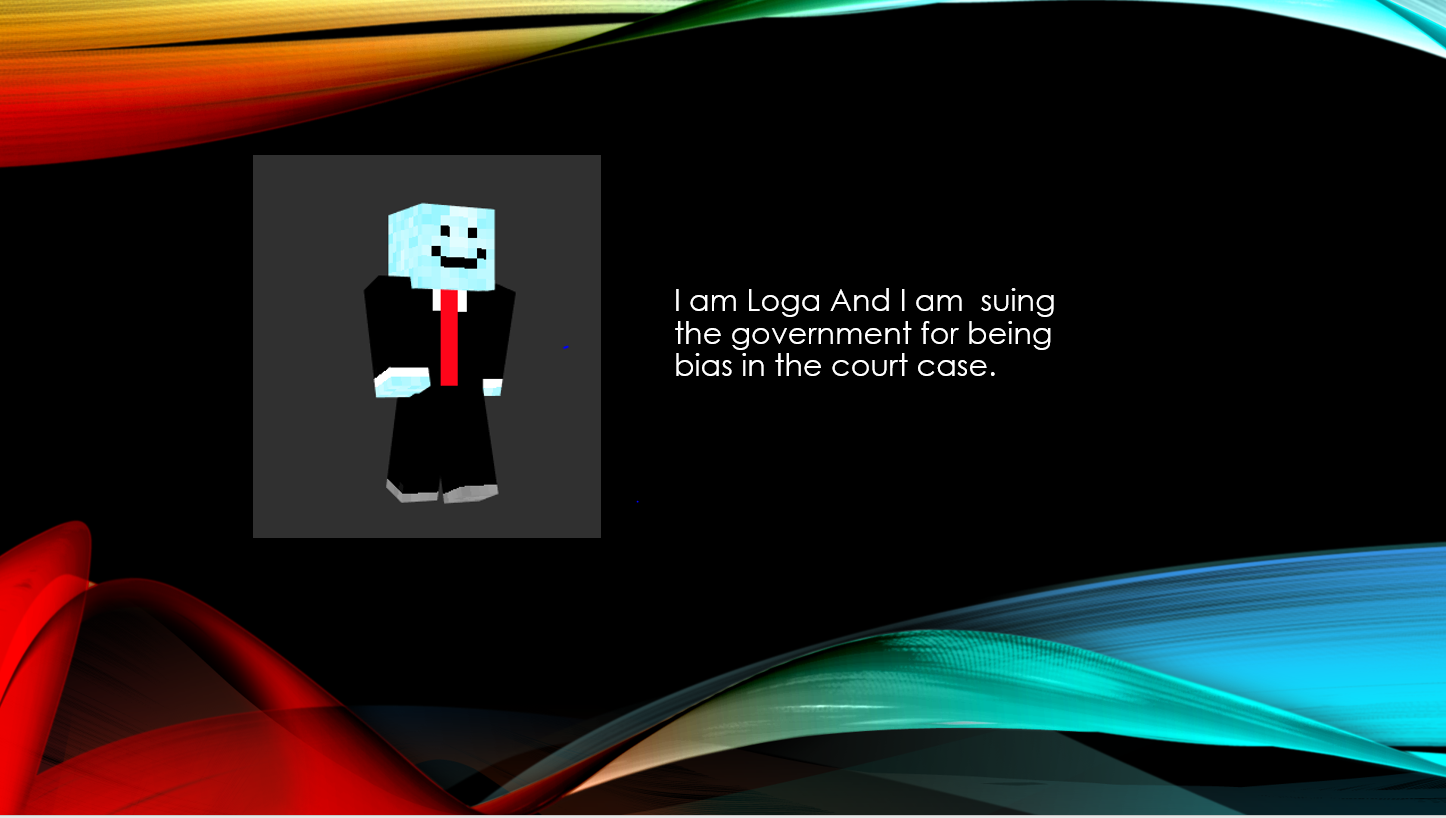 I am Loga And I am  suing
the government for being
bias in the court case.